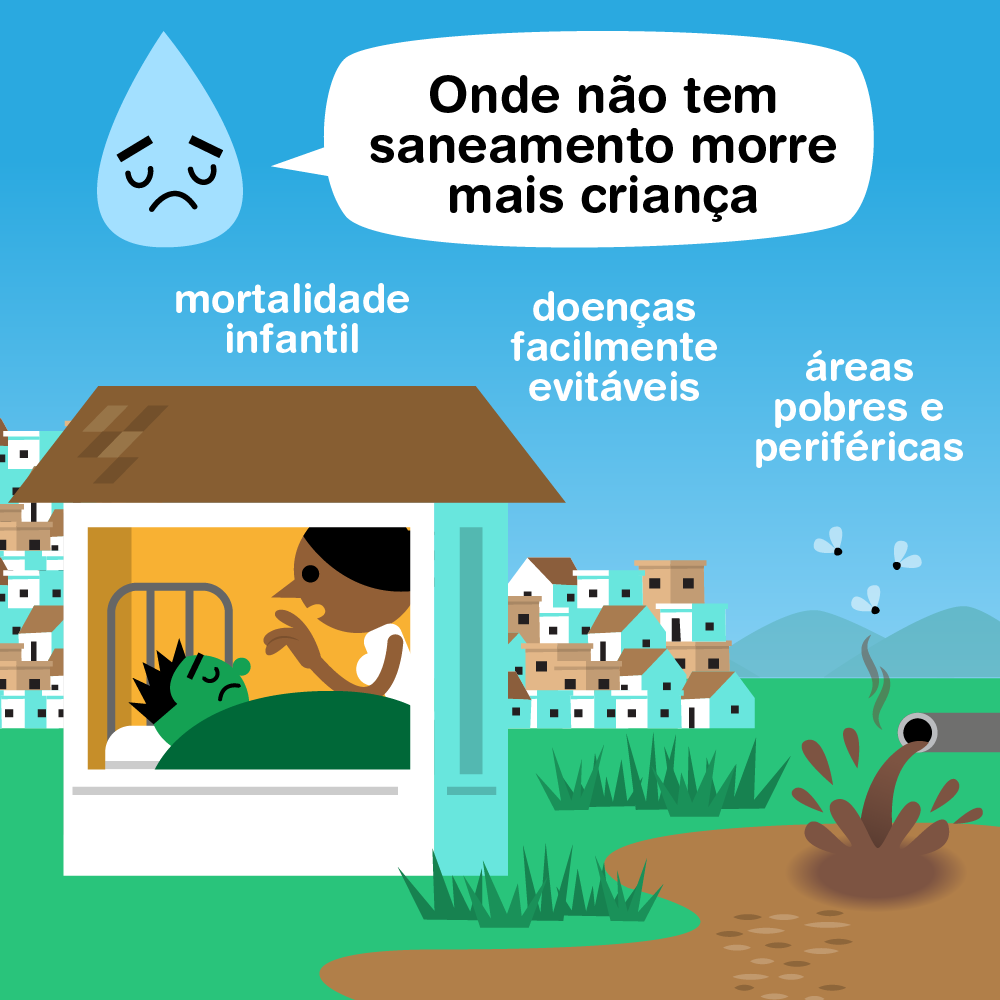 Onde não tem
saneamento morre
mais criança
mortalidade
infantil
doenças
facilmente
evitáveis
áreas
pobres e
periféricas